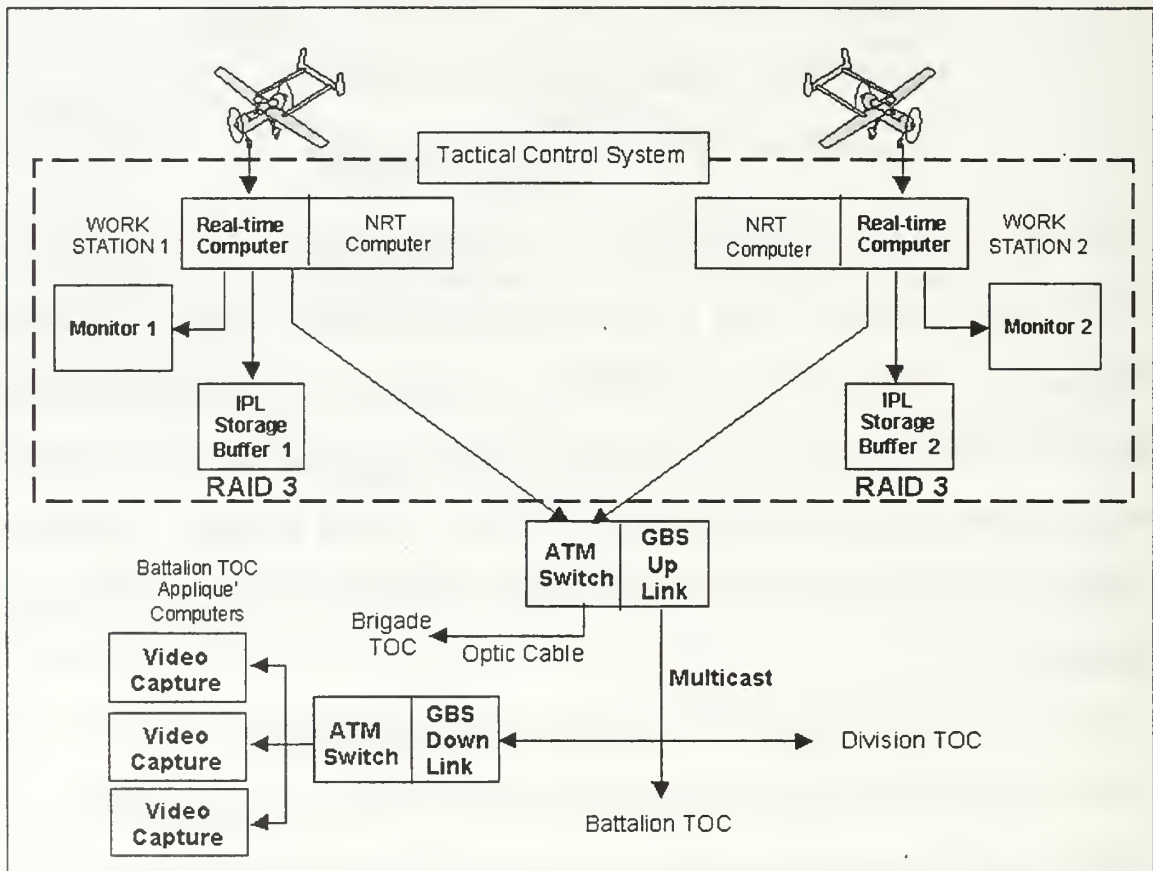 Tactical Control System
WORK
STATION 1
Real-time
Computer
NRT
Computer
NRT
Computer
Real-time
Computer
WORK
STATION 2
Monitor 1
Monitor 2
IPL
Storage
Buffer 1
IPL
Storage
Buffer 2
RAID 3
RAID 3
ATM
Switch
GBS
Up
Link
Battalion TOC
Applique'
Computers
Brigade
TOC
Optic Cable
Video
Capture
Multicast
Video
Capture
ATM
Switch
GBS
Down
Link
Division TOC
Video
Capture
Battalion TOC